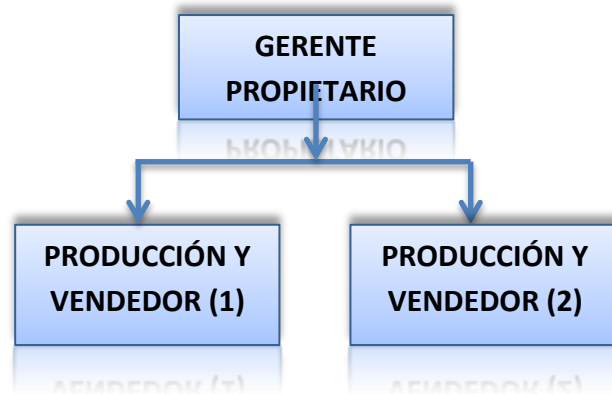 GERENTE
PROPIETARIO
PRODUCCIÓN Y
VENDEDOR (1)
PRODUCCIÓN Y
VENDEDOR (2)